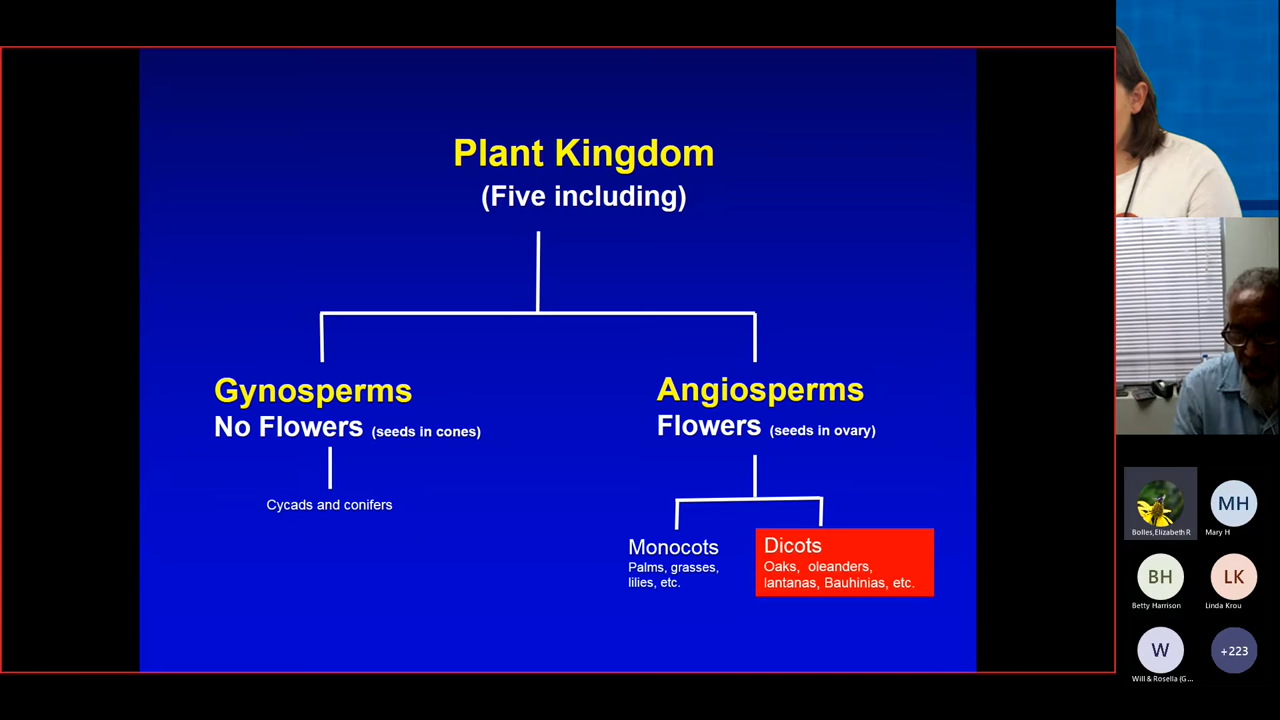 Plant Kingdom
(Five including)
Gynosperms
No Flowers (seeds in cones)
Cycads and conifers
Angiosperms
Flowers (seeds in ovary)
Monocots
Palms, grasses,
lilies, etc.
Dicots
Oaks, oleanders,
lantanas, Bauhinias, etc.
Bolles,Elizabeth R
MH
Mary H
BH
Betty Harrison
LK
Linda Krou
W
Will & Rosella (G...
+223